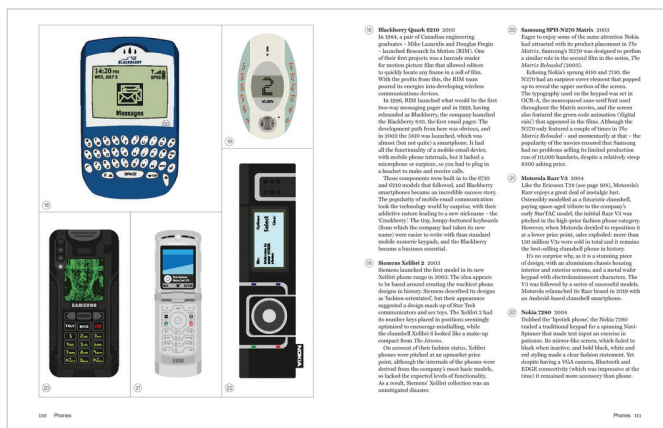 BLACKBERRY
14:20 PM
WED, JULY 3
GPRS
Messages
18
2
19
SAMSUNG
TALK BACK END
20
21
Options
Select
Clear
NOKIA
22
110 Phones
18 Blackberry Quark 6210 2003
In 1984, a pair of Canadian engineering
graduates – Mike Lazaridis and Douglas Fregin
– launched Research In Motion (RIM). One
of their first projects was a barcode reader
for motion picture film that allowed editors
to quickly locate any frame in a roll of film.
With the profits from this, the RIM team
poured its energies into developing wireless
communications devices.
In 1996, RIM launched what would be the first
two-way messaging pager and in 1999, having
rebranded as Blackberry, the company launched
the Blackberry 850, the first email pager. The
development path from here was obvious, and
in 2002 the 5810 was launched, which was
almost (but not quite) a smartphone. It had
all the functionality of a mobile email device,
with mobile phone internals, but it lacked a
microphone or earpiece, so you had to plug in
a headset to make and receive calls.
Those components were built in to the 6710
and 6210 models that followed, and Blackberry
smartphones became an incredible success story.
The popularity of mobile email communication
took the technology world by surprise, with their
addictive nature leading to a new nickname – the
'Crackberry'. The tiny, lumpy-buttoned keyboards
(from which the company had taken its new
name) were easier to write with than standard
mobile numeric keypads, and the Blackberry
became a business essential.
19 Siemens Xelibri 2 2003
Siemens launched the first model in its new
Xelibri phone range in 2003. The idea appears
to be based around creating the wackiest phone
designs in history. Siemens described its designs
as 'fashion-orientated', but their appearance
suggested a design mash up of Star Trek
communicators and sex toys. The Xelibri 2 had
its number keys placed in positions seemingly
optimised to encourage misdialing, while
the clamshell Xelibri 6 looked like a make-up
compact from The Avengers.
On account of their fashion status, Xelibri
phones were pitched at an upmarket price
point, although the internals of the phones were
derived from the company's most basic models,
so lacked the expected levels of functionality.
As a result, Siemens' Xelibri collection was an
unmitigated disaster.
20 Samsung SPH-N270 Matrix 2003
Eager to enjoy some of the same attention Nokia
had attracted with its product placement in The
Matrix, Samsung's N270 was designed to perform
a similar role in the second film in the series, The
Matrix Reloaded (2003).
Echoing Nokia's sprung 8110 and 7110, the
N270 had an earpiece cover element that popped
up to reveal the upper section of the screen.
The typography used on the keypad was set in
OCR-A, the monospaced sans-serif font used
throughout the Matrix movies, and the screen
also featured the green code animation ('digital
rain') that appeared in the films. Although the
N270 only featured a couple of times in The
Matrix Reloaded – and momentarily at that – the
popularity of the movies ensured that Samsung
had no problems selling its limited production
run of 10,000 handsets, despite a relatively steep
$500 asking price.
21 Motorola Razr V3 2004
Like the Ericsson T28 (see page 108), Motorola's
Razr enjoys a great deal of nostalgic lust.
Ostensibly modelled as a futuristic clamshell,
paying space-aged tribute to the company's
early StarTAC model, the initial Razr V3 was
pitched in the high-price fashion phone category.
However, when Motorola decided to reposition it
at a lower price point, sales exploded: more than
130 million V3s were sold in total and it remains
the best-selling clamshell phone in history.
It's no surprise why, as it is a stunning piece
of design, with an aluminium chassis housing
interior and exterior screens, and a metal wafer
keypad with electroluminescent characters. The
V3 was followed by a series of successful models.
Motorola relaunched its Razr brand in 2019 with
an Android-based clamshell smartphone.
22 Nokia 7280 2004
Dubbed the 'lipstick phone', the Nokia 7280
traded a traditional keypad for a spinning Navi-
Spinner that made text input an exercise in
patience. Its mirror-like screen, which faded to
black when inactive, and bold black, white and
red styling made a clear fashion statement. Yet
despite having a VGA camera, Bluetooth and
EDGE connectivity (which was impressive at the
time) it remained more accessory than phone.
Phones 111